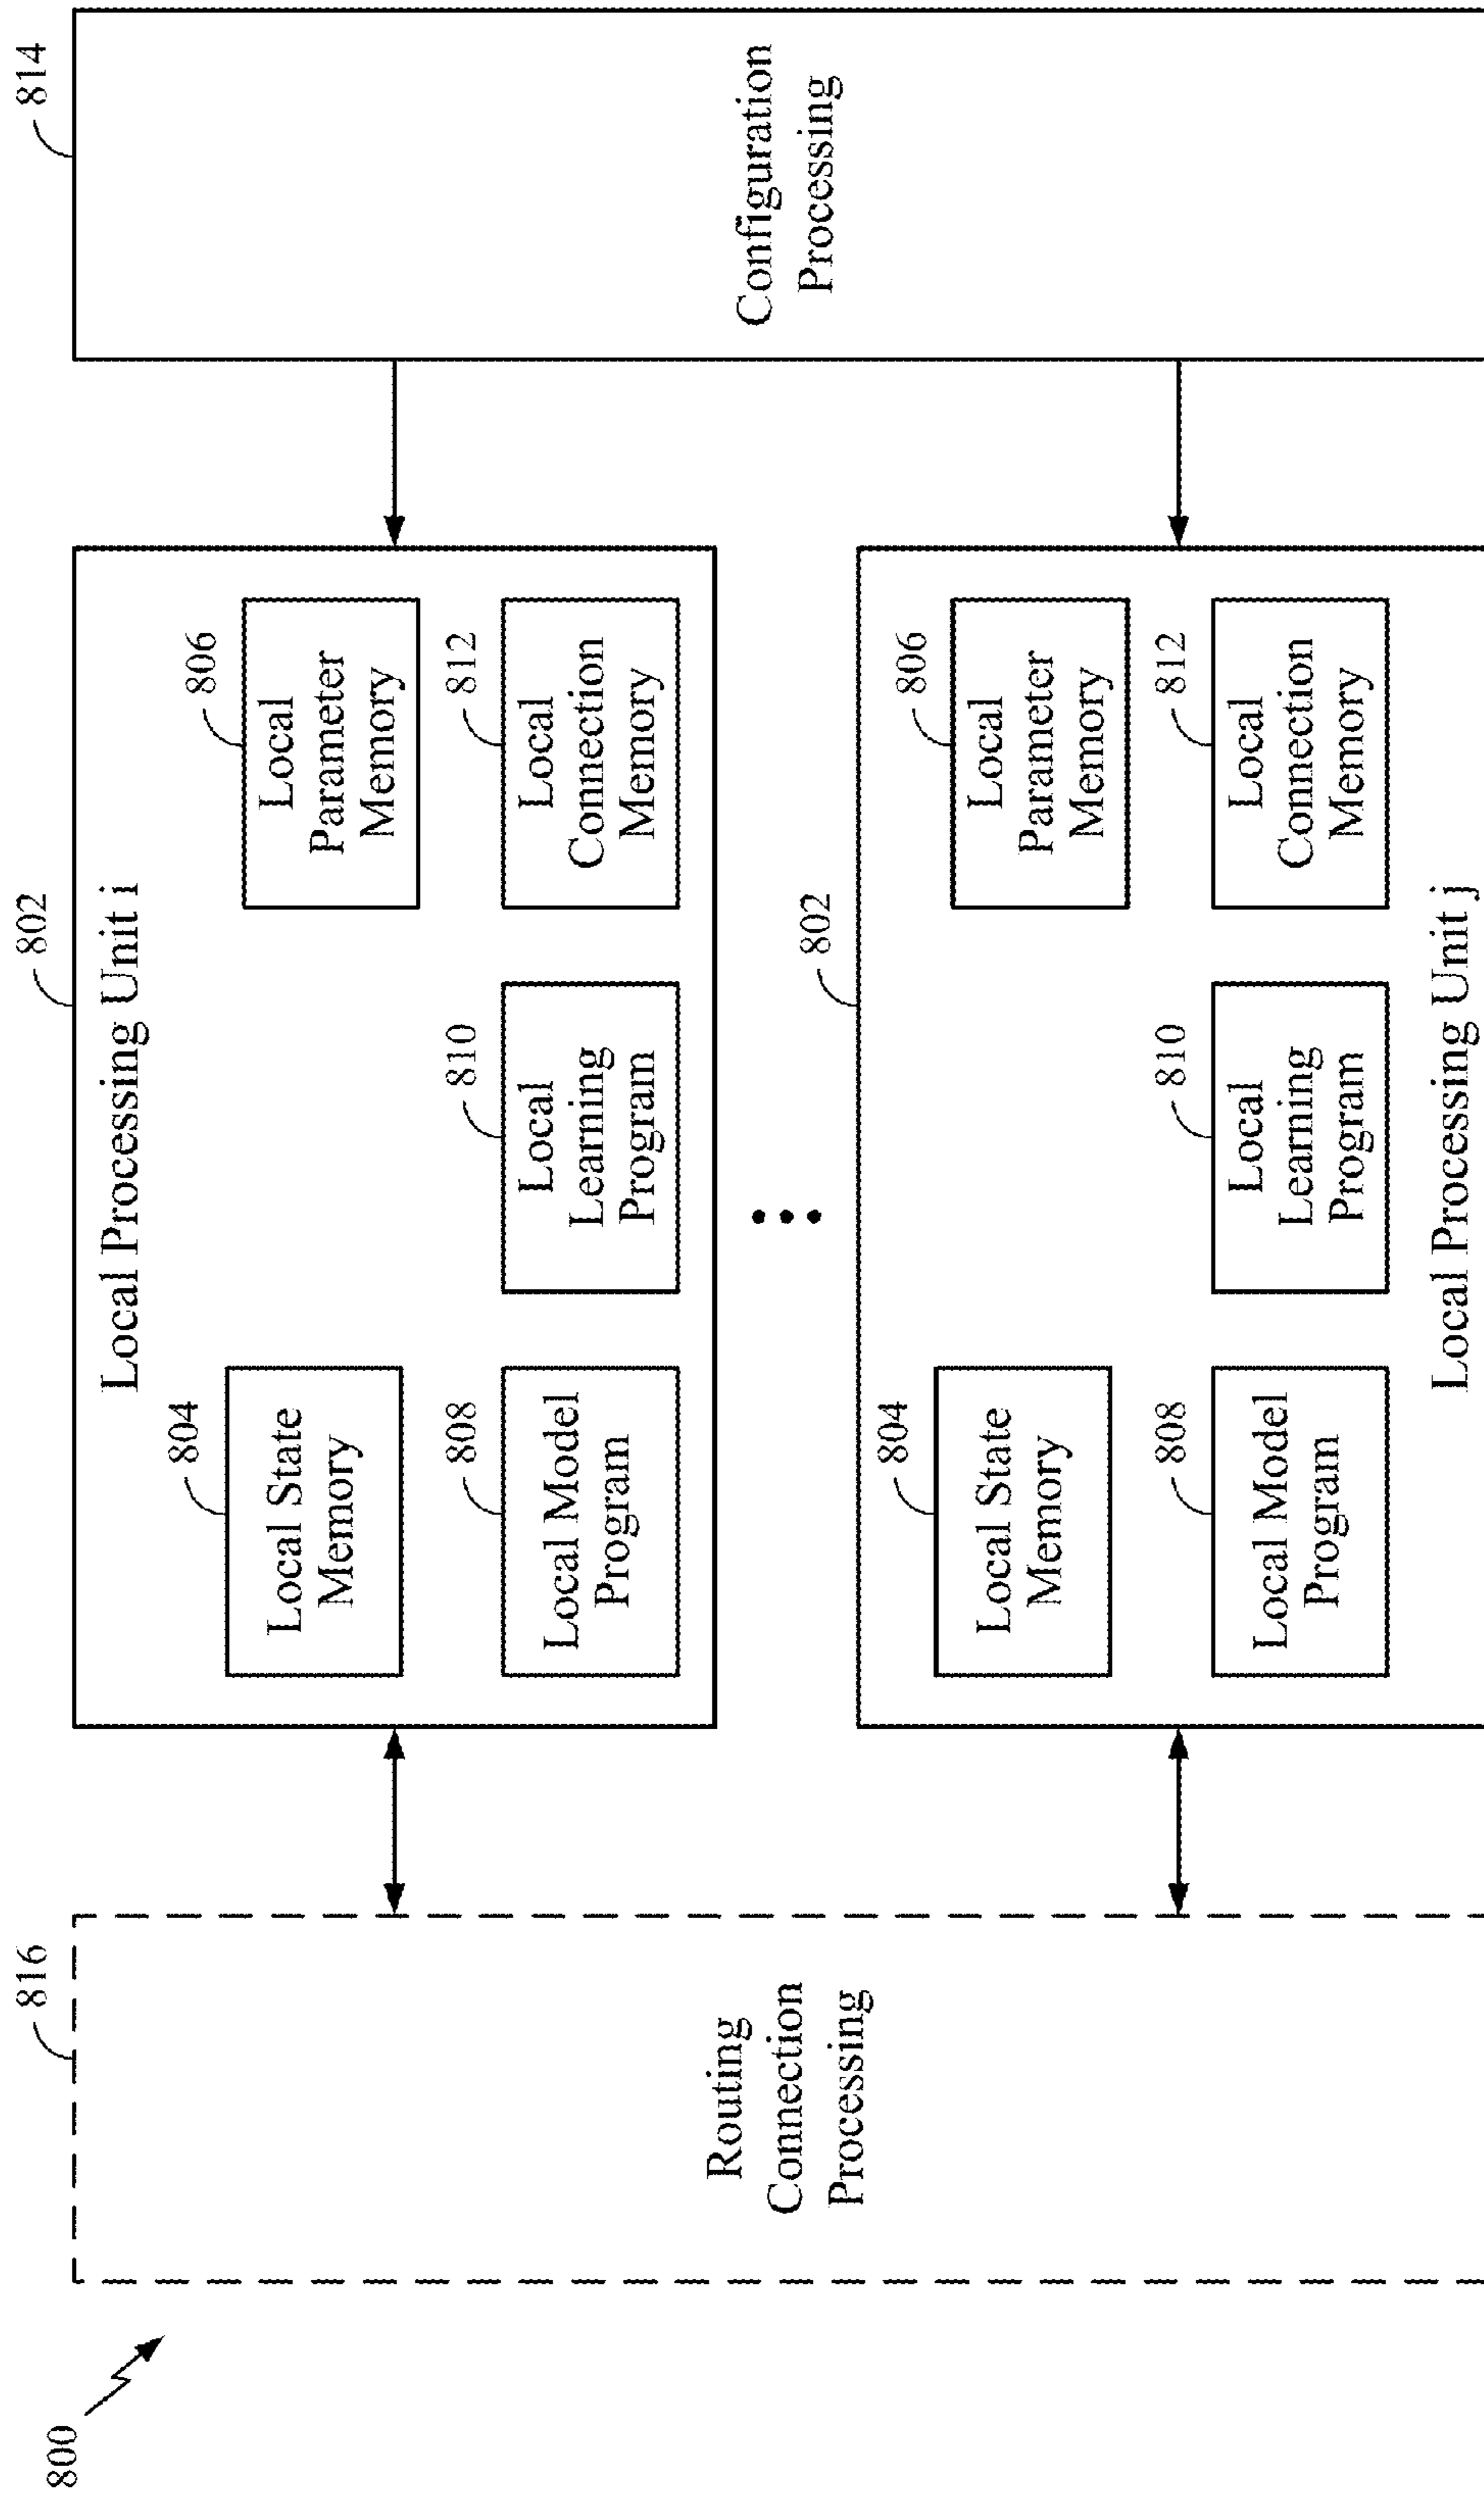 800
816
Routing
Connection
Processing
802
Local Processing Unit i
804
Local State
Memory
806
Local
Parameter
Memory
808
Local Model
Program
810
Local
Learning
Program
812
Local
Connection
Memory
802
804
Local State
Memory
806
Local
Parameter
Memory
808
Local Model
Program
810
Local
Learning
Program
812
Local
Connection
Memory
Local Processing Unit j
814
Configuration
Processing